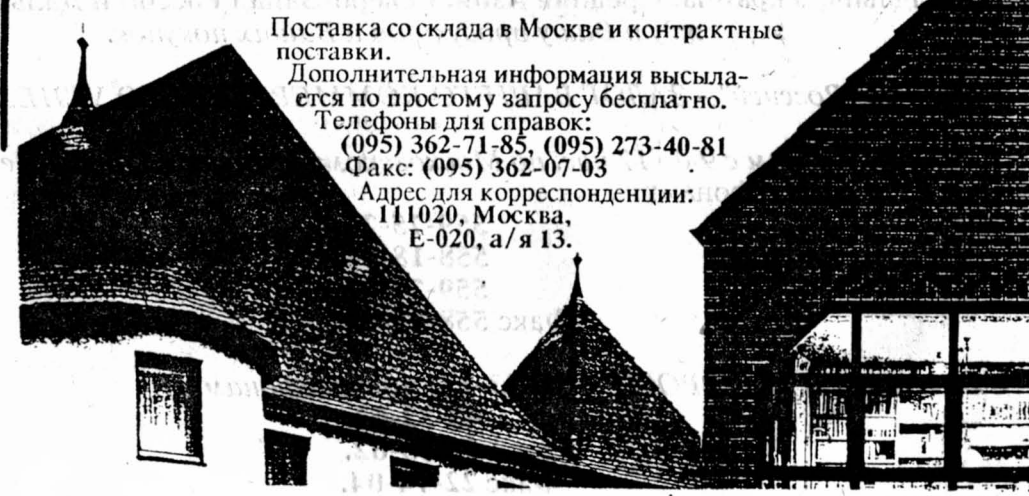 Поставка со склада в Москве и контрактные
поставки.
Дополнительная информация высыла-
ется по простому запросу бесплатно.
Телефоны для справок:
(095) 362-71-85, (095) 273-40-81
Факс: (095) 362-07-03
Адрес для корреспонденции:
111020, Москва,
Е-020, а/я 13.